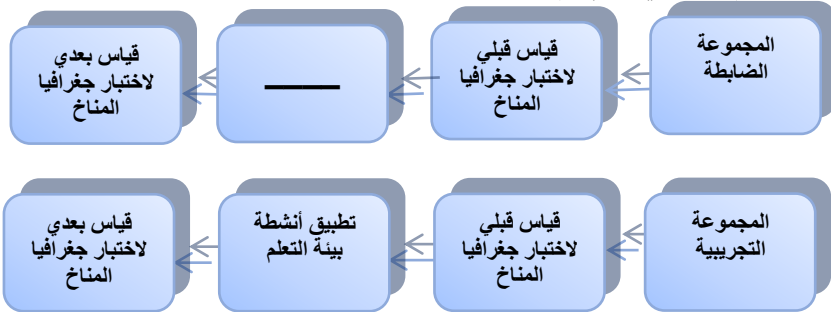 المجموعة
الضابطة
قياس قبلي
لاختبار جغرافيا
المناخ
قياس بعدي
لاختبار جغرافيا
المناخ
المجموعة
التجريبية
قياس قبلي
لاختبار جغرافيا
المناخ
تطبيق أنشطة
بيئة التعلم
قياس بعدي
لاختبار جغرافيا
المناخ